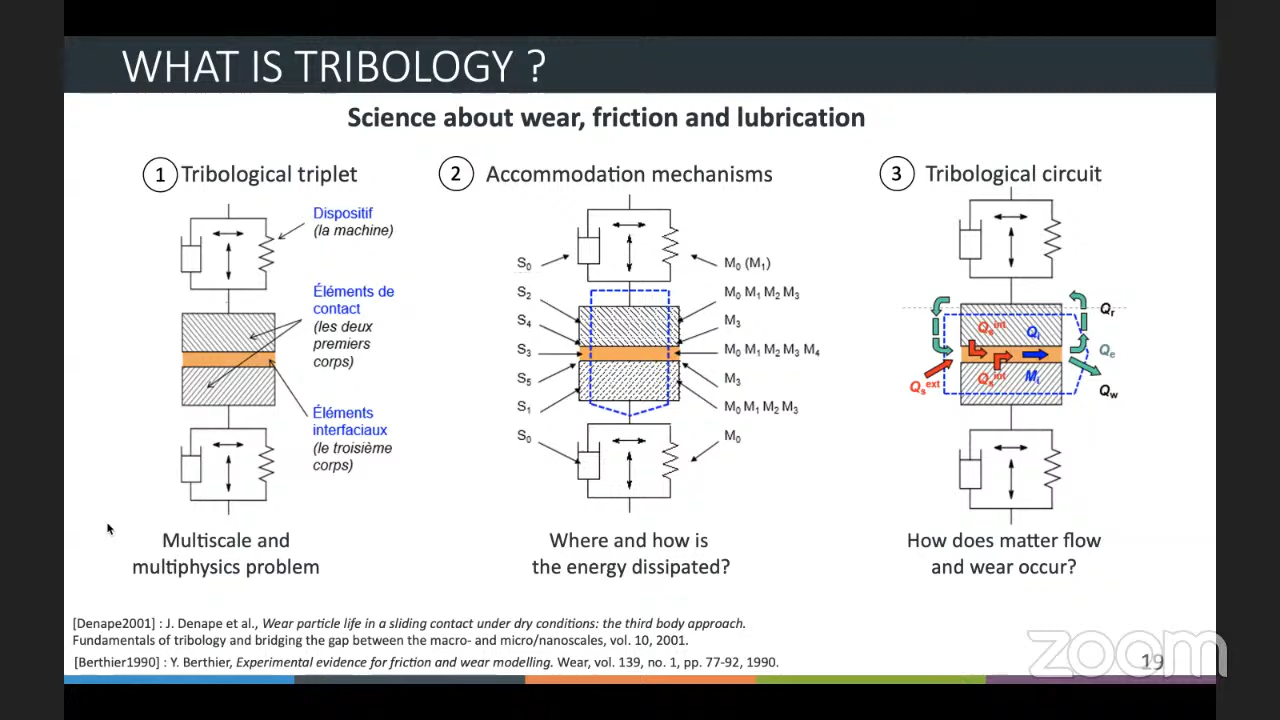 WHAT IS TRIBOLOGY ?
Science about wear, friction and lubrication
1 Tribological triplet
Dispositif
(la machine)
Éléments de
contact
(les deux
premiers
corps)
Éléments
interfaciaux
(le troisième
corps)
Multiscale and
multiphysics problem
2 Accommodation mechanisms
S0
S2
S4
S3
S5
S1
S0
M0 (M1)
M0 M1 M2 M3
M3
M0 M1 M2 M3 M4
M3
M0 M1 M2 M3
M0
Where and how is
the energy dissipated?
3 Tribological circuit
Qr
Qs int
Qi
Qe
Qs int
Mi
Qs ext
Qw
How does matter flow
and wear occur?
[Denape2001] : J. Denape et al., Wear particle life in a sliding contact under dry conditions: the third body approach.
Fundamentals of tribology and bridging the gap between the macro- and micro/nanoscales, vol. 10, 2001.
[Berthier1990] : Y. Berthier, Experimental evidence for friction and wear modelling. Wear, vol. 139, no. 1, pp. 77-92, 1990.
zoom
19